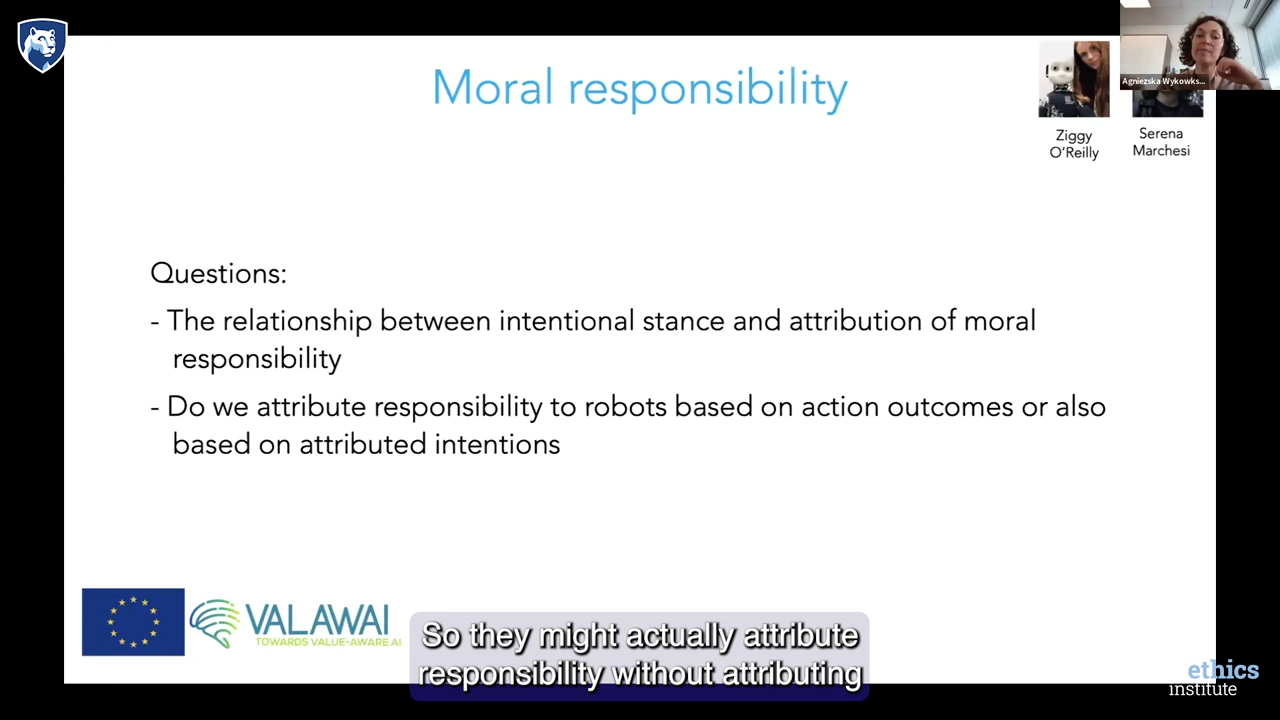 Moral responsibility
Agniezska Wykowks...
Ziggy
O'Reilly
Serena
Marchesi
Questions:
- The relationship between intentional stance and attribution of moral
responsibility
- Do we attribute responsibility to robots based on action outcomes or also
based on attributed intentions
VALAWAI
TOWARDS VALUE-AWARE AI
So they might actually attribute
responsibility without attributing
ethics
institute